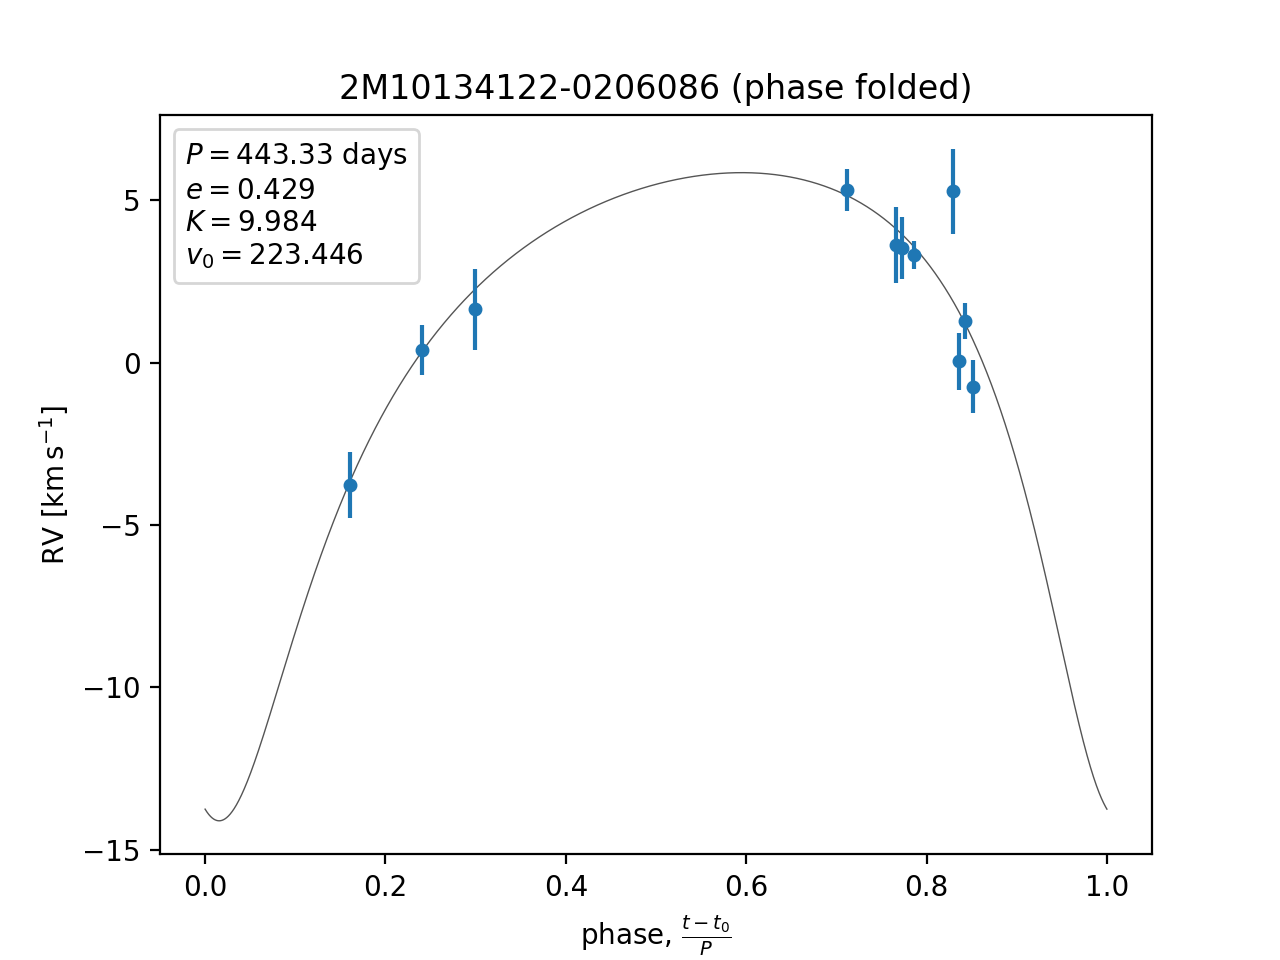 2M10134122-0206086 (phase folded)
P = 443.33 days
e = 0.429
K = 9.984
v₀ = 223.446
5
0
−5
−10
−15
RV [km s⁻¹]
0.0 0.2 0.4 0.6 0.8 1.0
phase, (t − t₀)/P